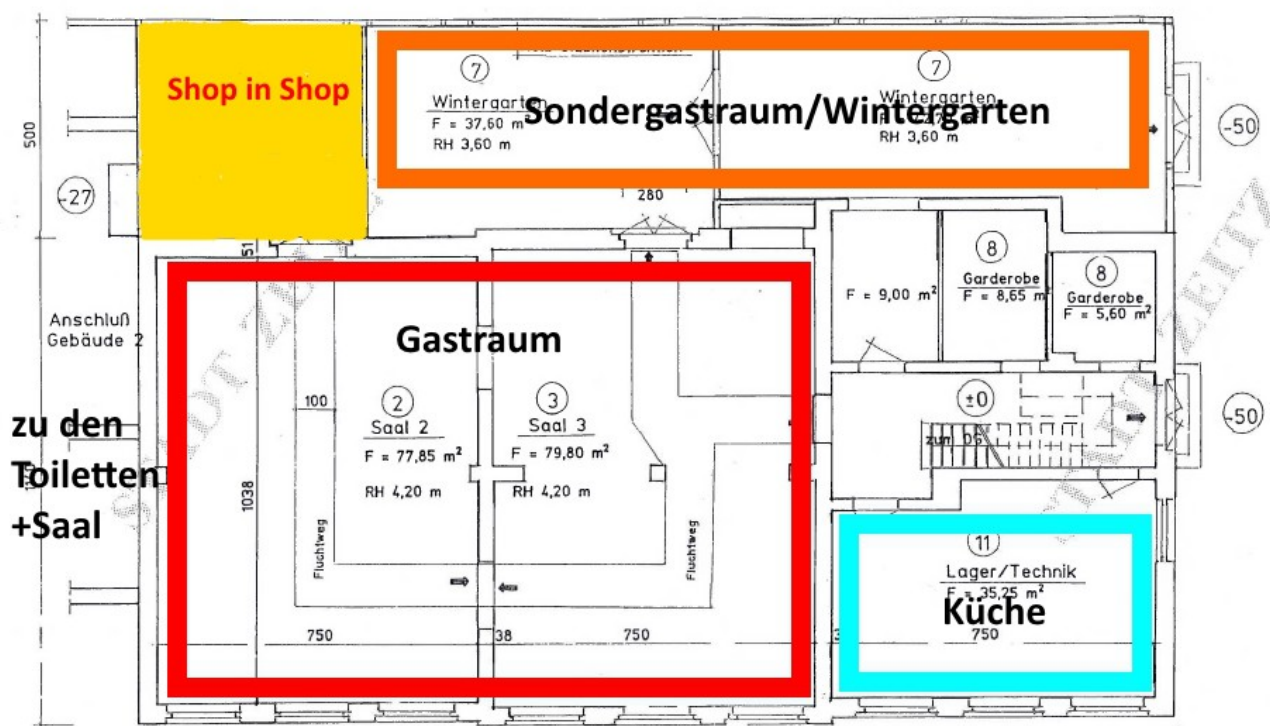 Shop in Shop
7
Wintergarten
F = 37,60 m²
RH 3,60 m
7
Wintergarten
RH 3,60 m
Sondergastraum/Wintergarten
500
-27
-50
280
51
8
Garderobe
F = 8,65 m²
8
Garderobe
F = 5,60 m²
F = 9,00 m²
Anschluß
Gebäude 2
Gastraum
100
2
Saal 2
F = 77,85 m²
RH 4,20 m
3
Saal 3
F = 79,80 m²
RH 4,20 m
±0
-50
zum OG
zu den
Toiletten
+Saal
1038
Fluchtweg
Fluchtweg
11
Lager/Technik
F = 35,25 m²
Küche
750
38
750
750
STADT ZEITZ